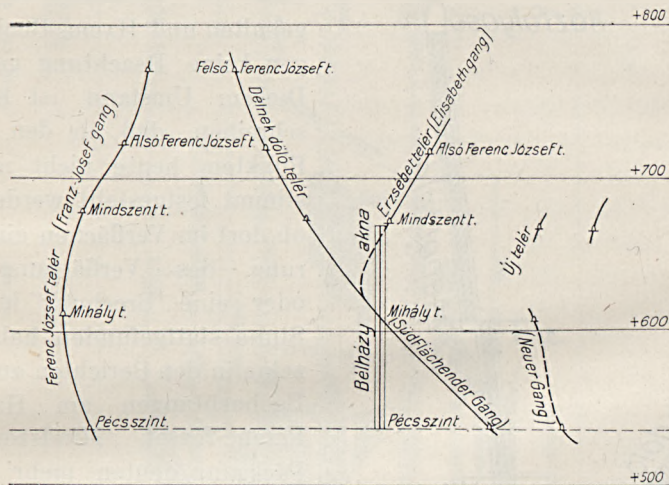 +800
Felső
Ferenc József t.
Ferenc József telér (Franz-Josef gang)
Délnek dőlő telér
Erzsébet telér (Elisabethgang)
Alsó Ferenc József t.
Alsó Ferenc József t.
+700
Mindszent t.
Mindszent t.
Új telér
Bélházy akna
Mihály t.
Mihály t.
+600
(Südflächender Gang)
(Neuer Gang)
Pécs szint.
Pécs szint.
+500